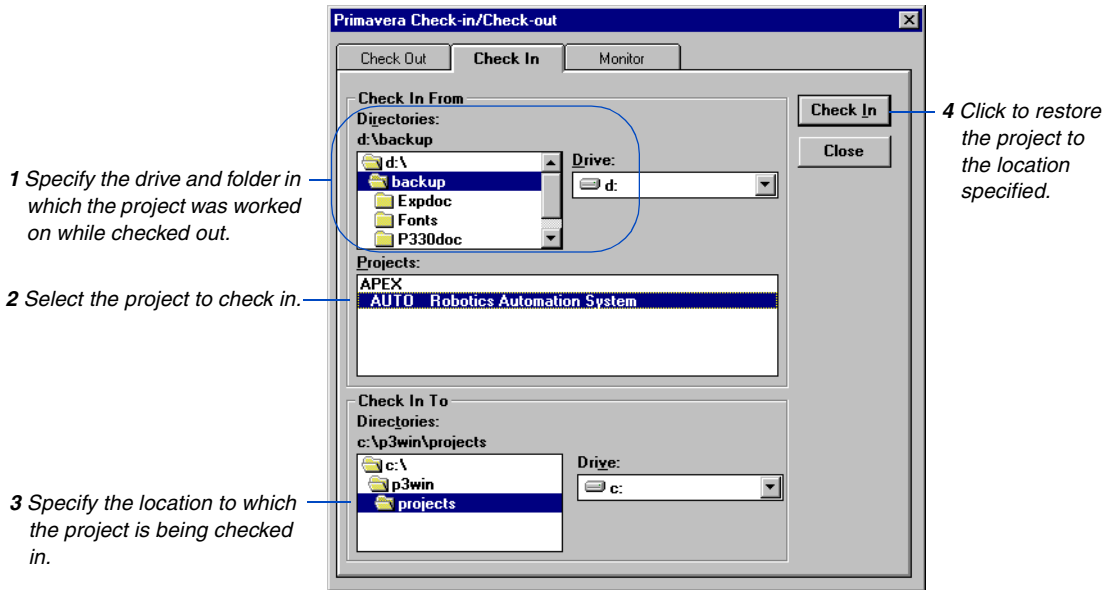 Primavera Check-in/Check-out
Check Out
Check In
Monitor
Check In From
Directories:
d:\backup
d:\
backup
Expdoc
Fonts
P330doc
Drive:
d:
Projects:
APEX
AUTO Robotics Automation System
Check In To
Directories:
c:\p3win\projects
c:\
p3win
projects
Drive:
c:
Check In
Close
1 Specify the drive and folder in
which the project was worked
on while checked out.
2 Select the project to check in.
3 Specify the location to which
the project is being checked
in.
4 Click to restore
the project to
the location
specified.